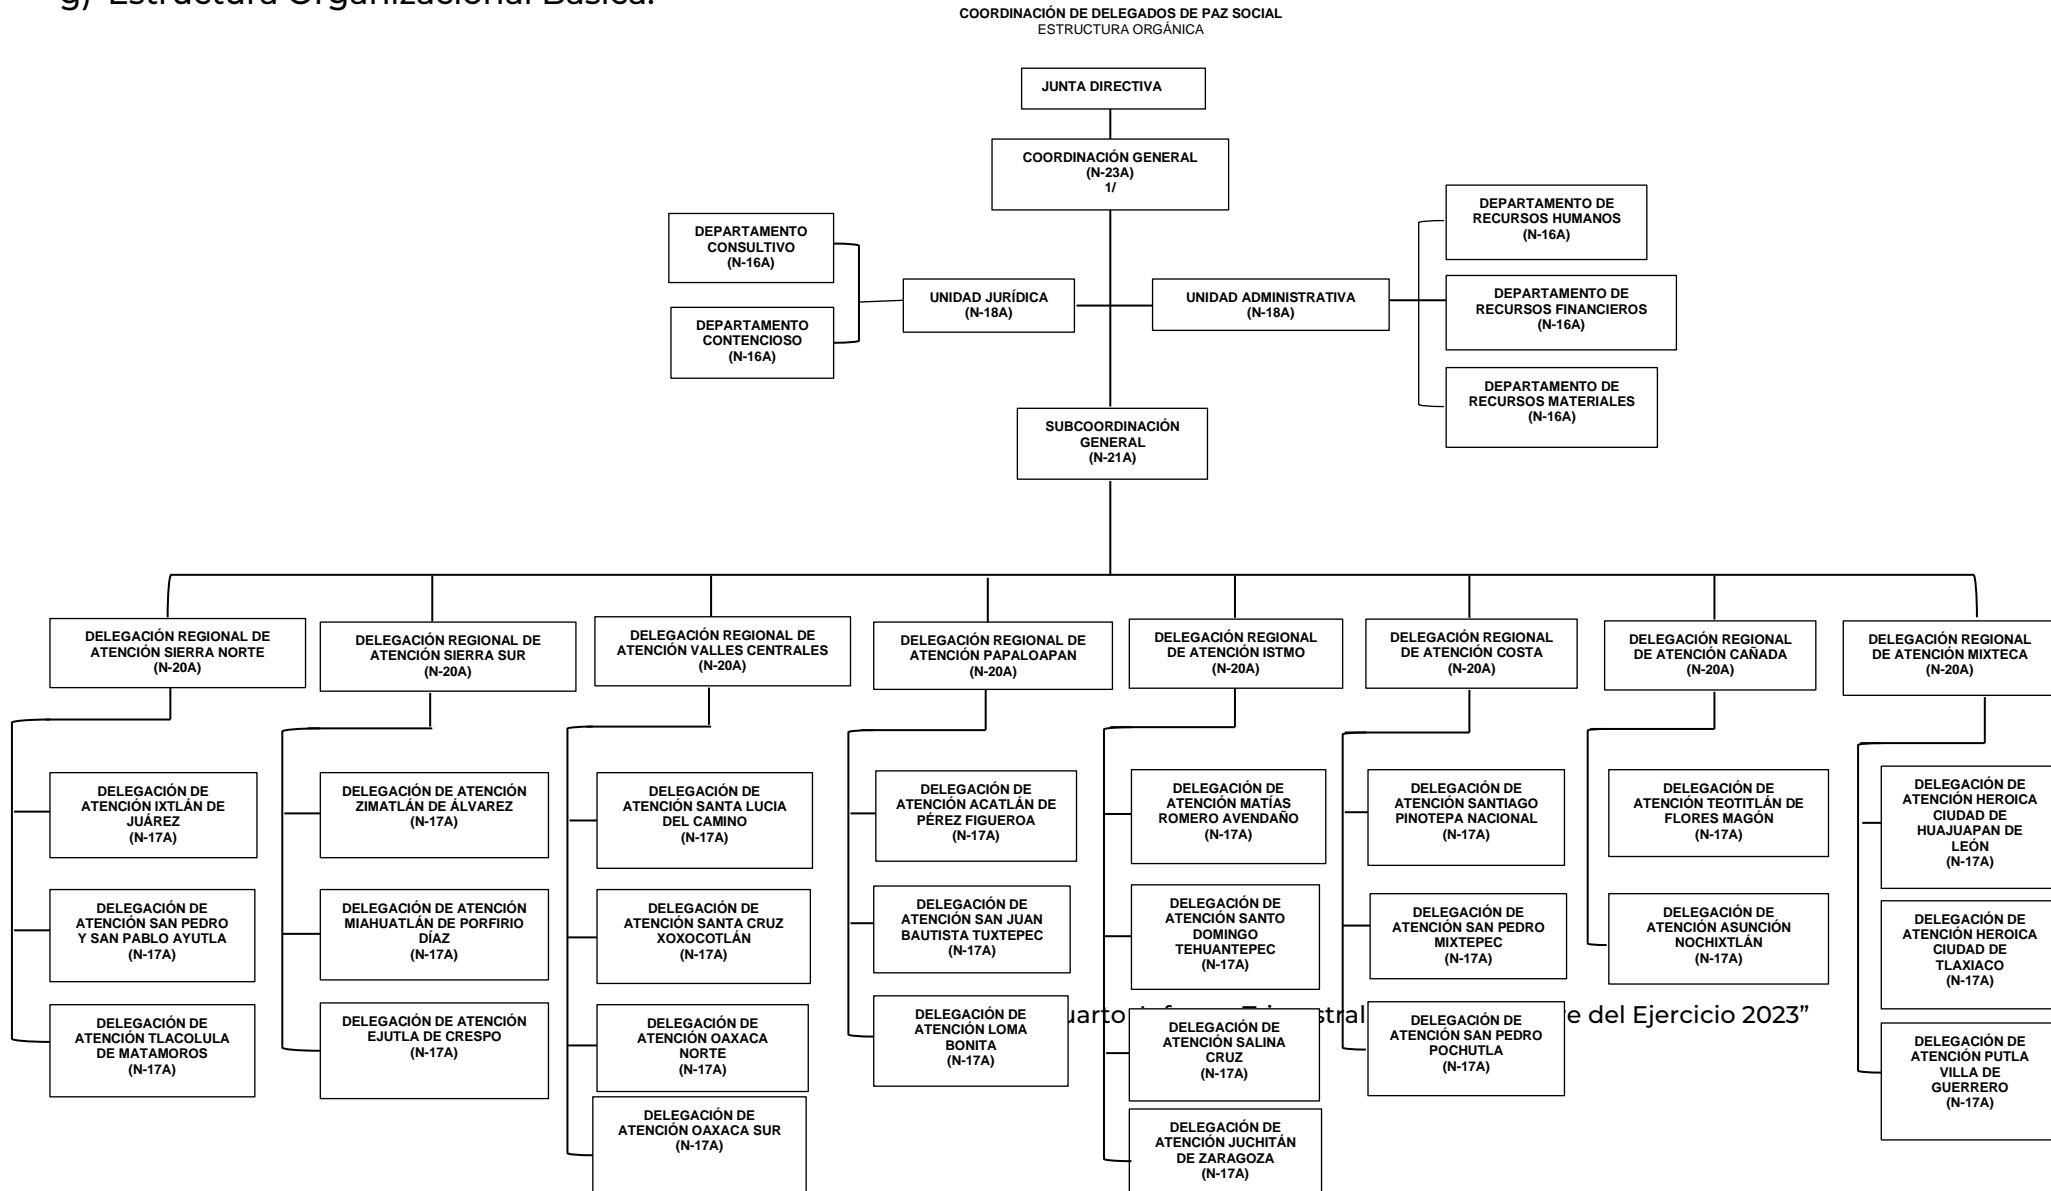 g) Estructura Organizacional Básica.
COORDINACIÓN DE DELEGADOS DE PAZ SOCIAL
ESTRUCTURA ORGÁNICA
JUNTA DIRECTIVA
COORDINACIÓN GENERAL
(N-23A)
1/
DEPARTAMENTO
CONSULTIVO
(N-16A)
DEPARTAMENTO
CONTENCIOSO
(N-16A)
UNIDAD JURÍDICA
(N-18A)
UNIDAD ADMINISTRATIVA
(N-18A)
DEPARTAMENTO DE
RECURSOS HUMANOS
(N-16A)
DEPARTAMENTO DE
RECURSOS FINANCIEROS
(N-16A)
DEPARTAMENTO DE
RECURSOS MATERIALES
(N-16A)
SUBCOORDINACIÓN
GENERAL
(N-21A)
DELEGACIÓN REGIONAL DE
ATENCIÓN SIERRA NORTE
(N-20A)
DELEGACIÓN DE
ATENCIÓN IXTLÁN DE
JUÁREZ
(N-17A)
DELEGACIÓN DE
ATENCIÓN SAN PEDRO
Y SAN PABLO AYUTLA
(N-17A)
DELEGACIÓN DE
ATENCIÓN TLACOLULA
DE MATAMOROS
(N-17A)
DELEGACIÓN REGIONAL DE
ATENCIÓN SIERRA SUR
(N-20A)
DELEGACIÓN DE ATENCIÓN
ZIMATLÁN DE ÁLVAREZ
(N-17A)
DELEGACIÓN DE ATENCIÓN
MIAHUATLÁN DE PORFIRIO
DÍAZ
(N-17A)
DELEGACIÓN DE ATENCIÓN
EJUTLA DE CRESPO
(N-17A)
DELEGACIÓN REGIONAL DE
ATENCIÓN VALLES CENTRALES
(N-20A)
DELEGACIÓN DE
ATENCIÓN SANTA LUCIA
DEL CAMINO
(N-17A)
DELEGACIÓN DE
ATENCIÓN SANTA CRUZ
XOXOCOTLÁN
(N-17A)
DELEGACIÓN DE
ATENCIÓN OAXACA
NORTE
(N-17A)
DELEGACIÓN DE
ATENCIÓN OAXACA SUR
(N-17A)
DELEGACIÓN REGIONAL DE
ATENCIÓN PAPALOAPAN
(N-20A)
DELEGACIÓN DE
ATENCIÓN ACATLÁN DE
PÉREZ FIGUEROA
(N-17A)
DELEGACIÓN DE
ATENCIÓN SAN JUAN
BAUTISTA TUXTEPEC
(N-17A)
DELEGACIÓN DE
ATENCIÓN LOMA
BONITA
(N-17A)
DELEGACIÓN REGIONAL
DE ATENCIÓN ISTMO
(N-20A)
DELEGACIÓN DE
ATENCIÓN MATÍAS
ROMERO AVENDAÑO
(N-17A)
DELEGACIÓN DE
ATENCIÓN SANTO
DOMINGO
TEHUANTEPEC
(N-17A)
DELEGACIÓN DE
ATENCIÓN SALINA
CRUZ
(N-17A)
DELEGACIÓN DE
ATENCIÓN JUCHITÁN
DE ZARAGOZA
(N-17A)
DELEGACIÓN REGIONAL
DE ATENCIÓN COSTA
(N-20A)
DELEGACIÓN DE
ATENCIÓN SANTIAGO
PINOTEPA NACIONAL
(N-17A)
DELEGACIÓN DE
ATENCIÓN SAN PEDRO
MIXTEPEC
(N-17A)
DELEGACIÓN DE
ATENCIÓN SAN PEDRO
POCHUTLA
(N-17A)
DELEGACIÓN REGIONAL
DE ATENCIÓN CAÑADA
(N-20A)
DELEGACIÓN DE
ATENCIÓN TEOTITLÁN DE
FLORES MAGÓN
(N-17A)
DELEGACIÓN DE
ATENCIÓN ASUNCIÓN
NOCHIXTLÁN
(N-17A)
DELEGACIÓN REGIONAL
DE ATENCIÓN MIXTECA
(N-20A)
DELEGACIÓN DE
ATENCIÓN HEROICA
CIUDAD DE
HUAJUAPAN DE
LEÓN
(N-17A)
DELEGACIÓN DE
ATENCIÓN HEROICA
CIUDAD DE
TLAXIACO
(N-17A)
DELEGACIÓN DE
ATENCIÓN PUTLA
VILLA DE
GUERRERO
(N-17A)
del Ejercicio 2023”